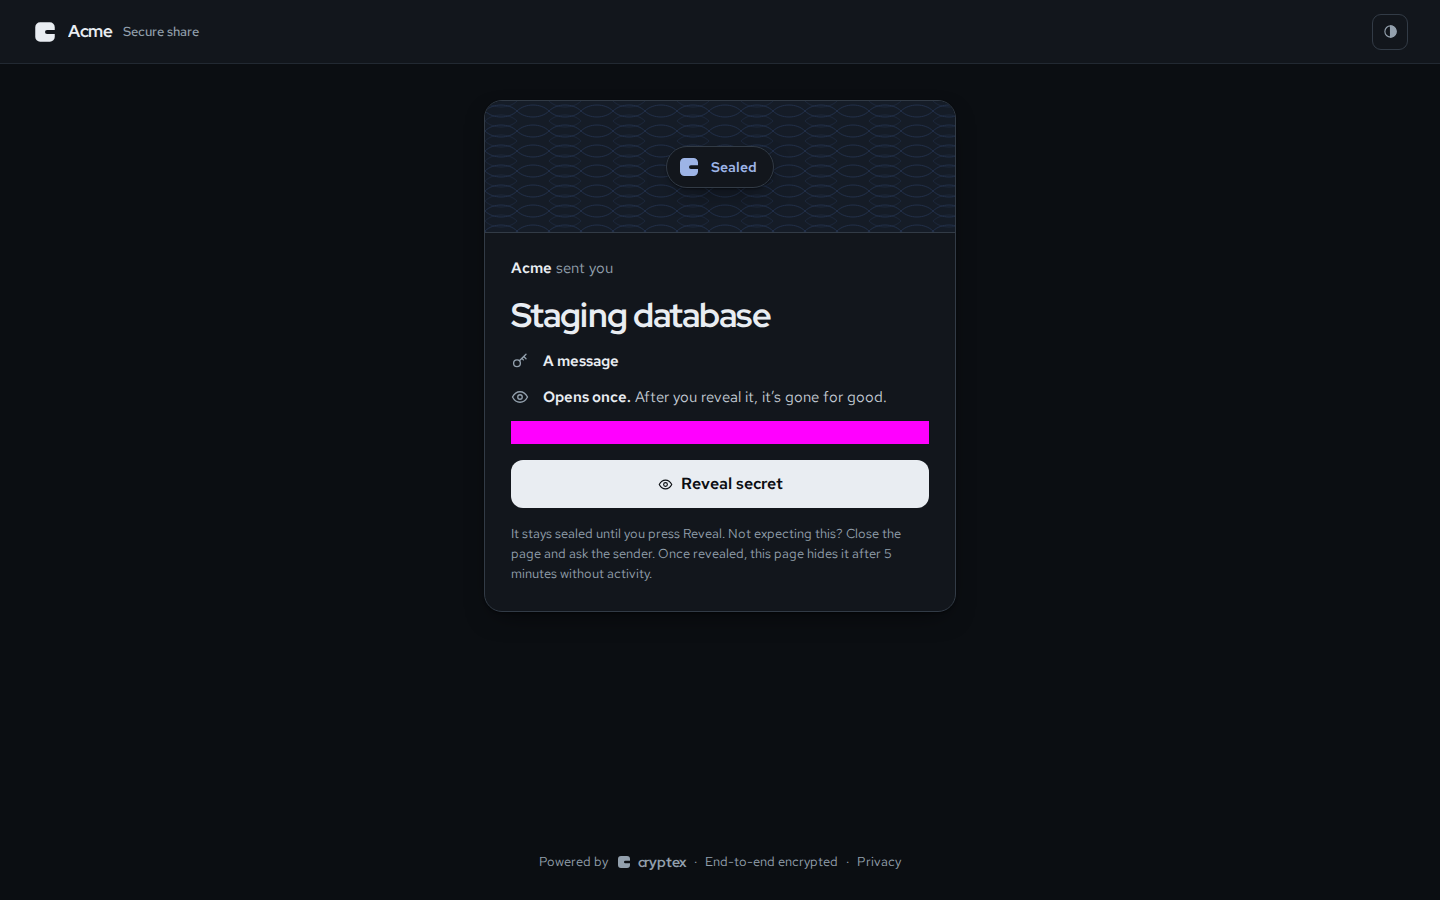 Acme Secure share
Sealed
Acme sent you
Staging database
A message
Opens once. After you reveal it, it’s gone for good.
Reveal secret
It stays sealed until you press Reveal. Not expecting this? Close the
page and ask the sender. Once revealed, this page hides it after 5
minutes without activity.
Powered by cryptex · End-to-end encrypted · Privacy